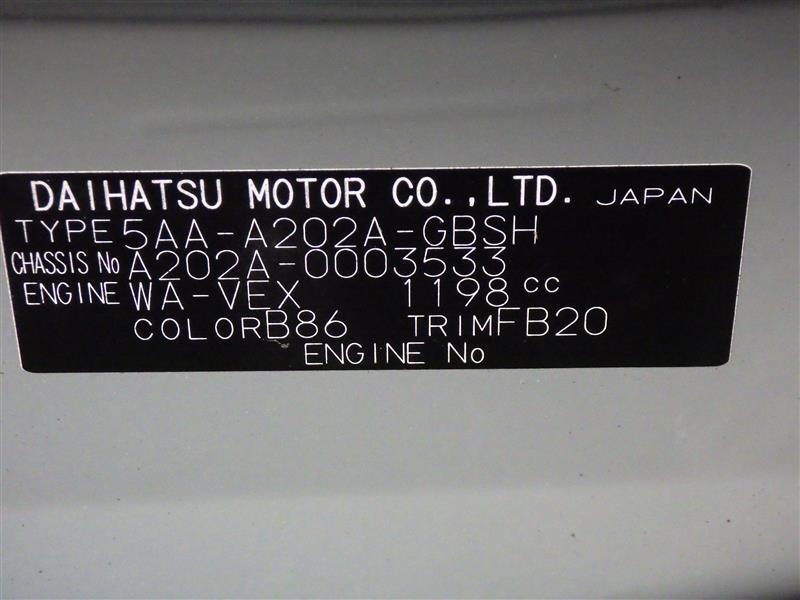 DAIHATSU MOTOR CO.,LTD. JAPAN
TYPE 5AA-A202A-GBSH
CHASSIS No A202A-0003533
ENGINE WA-VEX 1198 cc
COLOR B86 TRIM FB20
ENGINE No